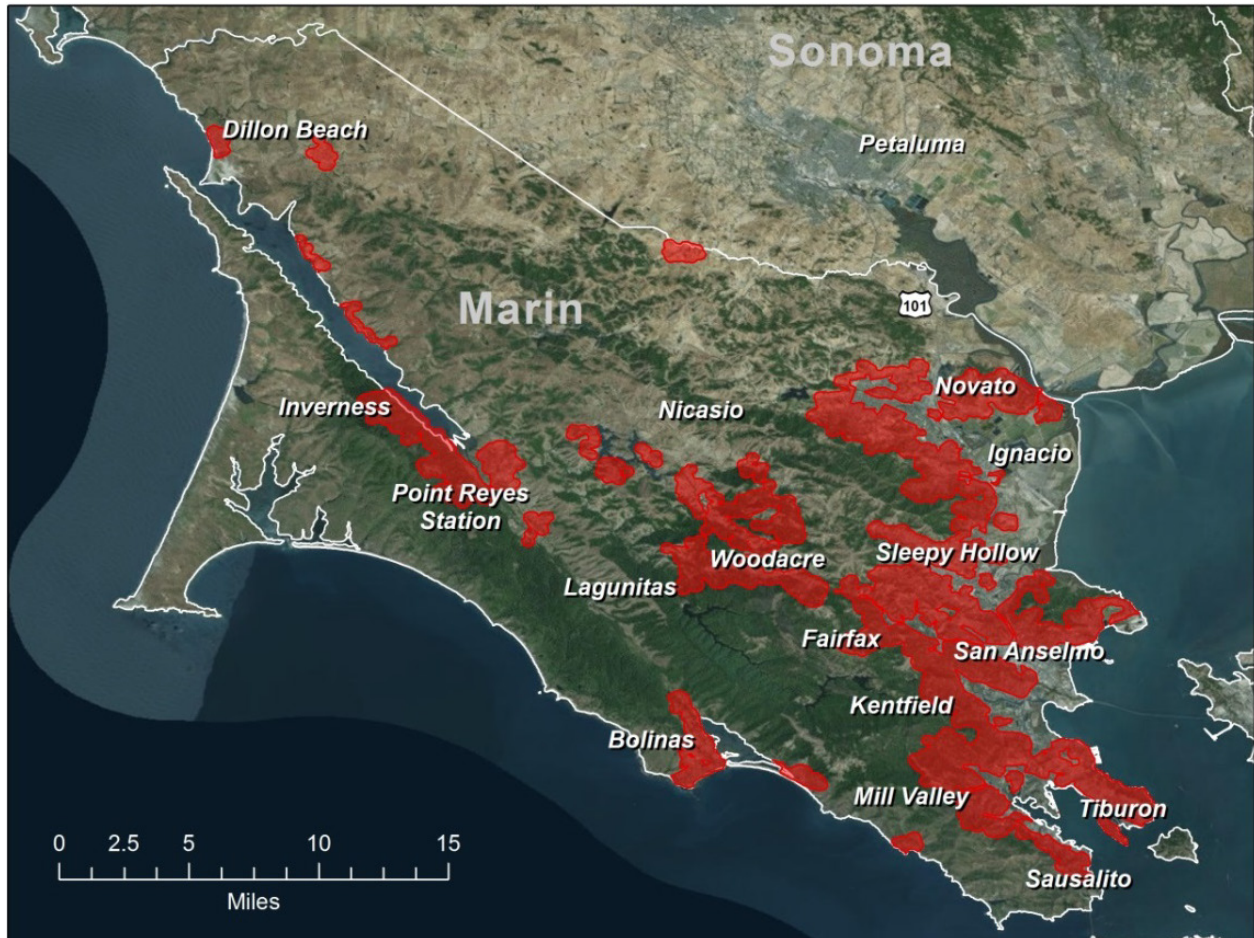 Sonoma
Dillon Beach
Petaluma
Marin
101
Inverness
Nicasio
Novato
Ignacio
Point Reyes
Station
Woodacre
Sleepy Hollow
Lagunitas
Fairfax
San Anselmo
Kentfield
Bolinas
Mill Valley
Tiburon
Sausalito
0 2.5 5 10 15
Miles